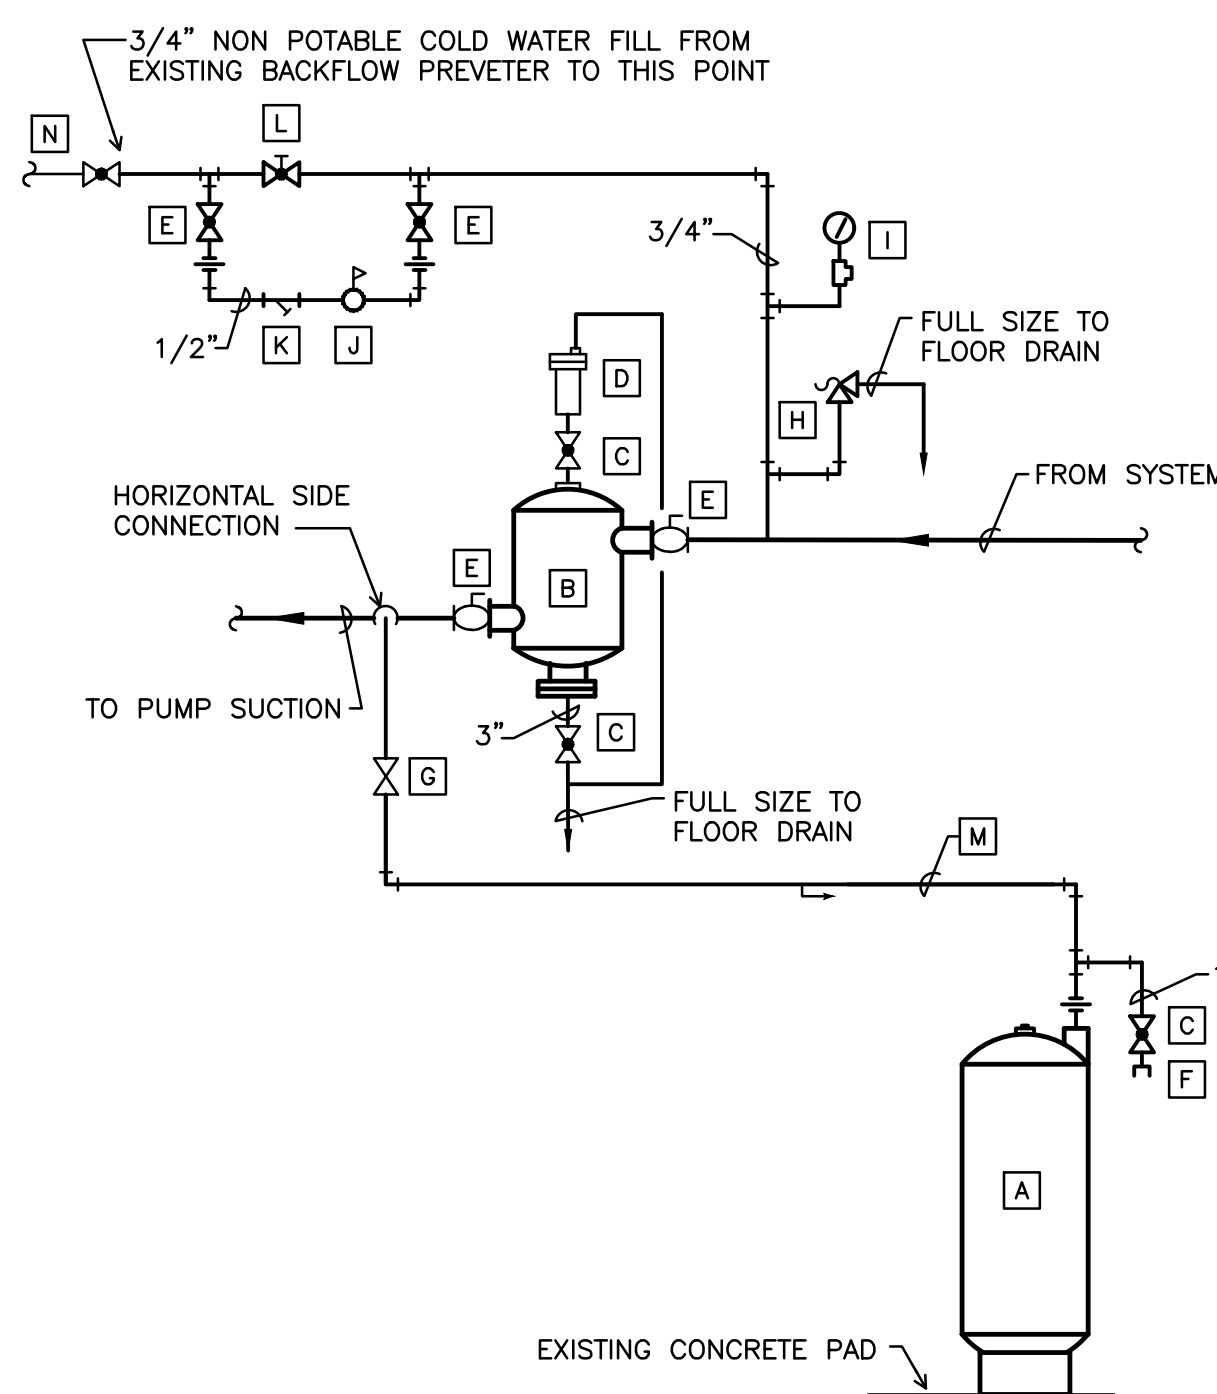 3/4" NON POTABLE COLD WATER FILL FROM
EXISTING BACKFLOW PREVETER TO THIS POINT
N
L
E
E
3/4"
I
1/2"
K
J
FULL SIZE TO
FLOOR DRAIN
D
H
C
FROM SYSTEM
HORIZONTAL SIDE
CONNECTION
E
E
B
TO PUMP SUCTION
3"
C
G
FULL SIZE TO
FLOOR DRAIN
M
C
F
A
EXISTING CONCRETE PAD